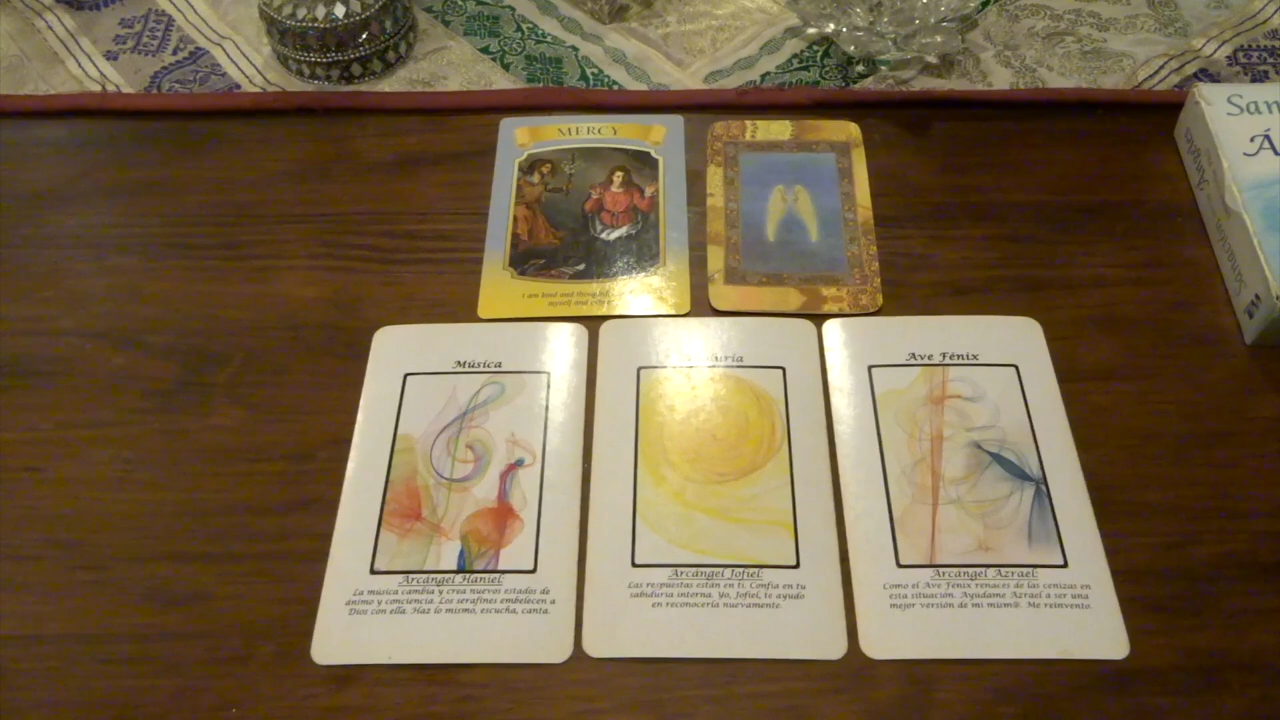 MERCY
I am kind and
myself and
Música
Arcángel Haniel:
La música cambia y crea nuevos estados de
ánimo y conciencia. Los serafines embelecen a
Dios con ella. Haz lo mismo, escucha, canta.
Arcángel Jofiel:
Las respuestas están en ti. Confía en tu
sabiduría interna. Yo, Jofiel, te ayudo
en reconocerla nuevamente.
Ave Fénix
Arcángel Azrael:
Como el Ave Fénix renaces de las cenizas en
esta situación. Ayúdame Azrael a ser una
mejor versión de mi mism@. Me reinvento.
San
Á